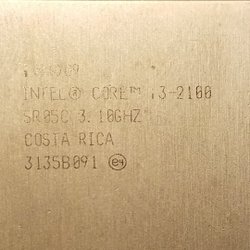 INTEL® CORE™ i3-2100
SR05C 3.10GHZ
COSTA RICA
3135B091 e4